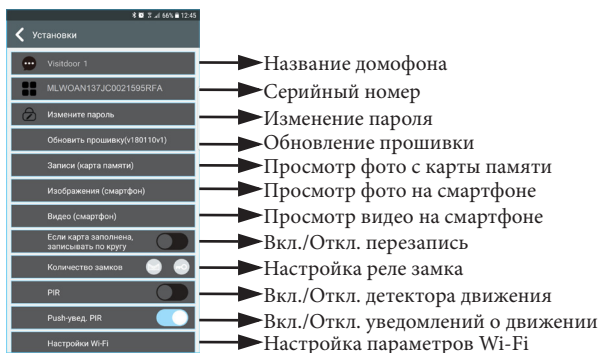 66% 12:45
Установки
Visitdoor 1
Название домофона
MLWOAN137JC0021595RFA
Серийный номер
Измените пароль
Изменение пароля
Обновить прошивку(v180110v1)
Обновление прошивки
Записи (карта памяти)
Просмотр фото с карты памяти
Изображения (смартфон)
Просмотр фото на смартфоне
Видео (смартфон)
Просмотр видео на смартфоне
Если карта заполнена,
записывать по кругу
Вкл./Откл. перезапись
Количество замков
Настройка реле замка
PIR
Вкл./Откл. детектора движения
Push-увед. PIR
Вкл./Откл. уведомлений о движении
Настройки Wi-Fi
Настройка параметров Wi-Fi